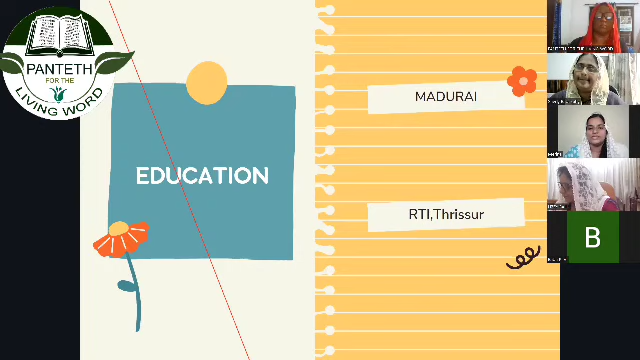 PANTETH
FOR THE
LIVING WORD
EDUCATION
MADURAI
RTI,Thrissur
B